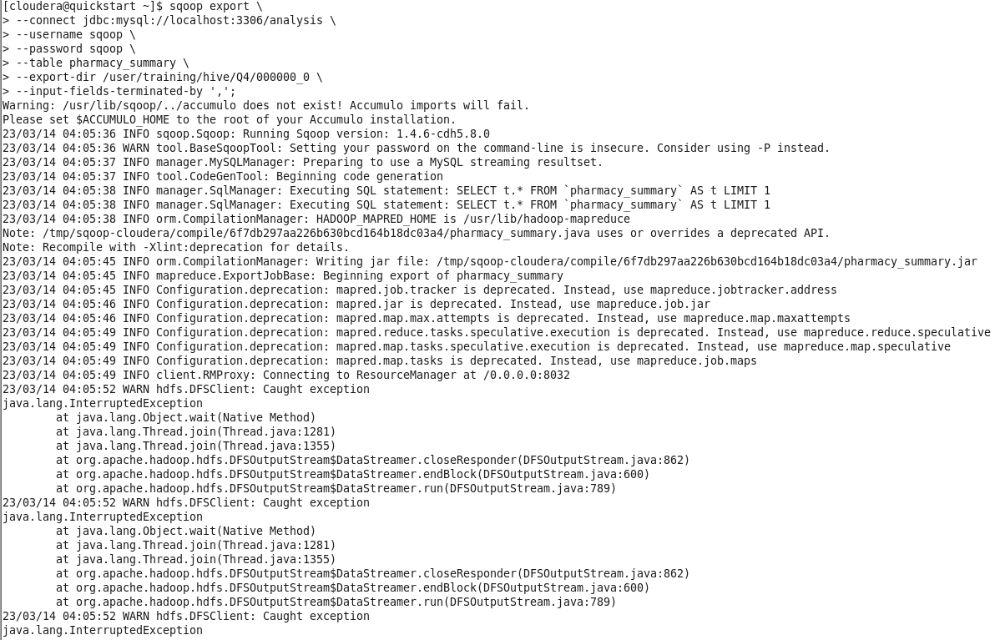 [cloudera@quickstart ~]$ sqoop export \
> --connect jdbc:mysql://localhost:3306/analysis \
> --username sqoop \
> --password sqoop \
> --table pharmacy_summary \
> --export-dir /user/training/hive/Q4/000000_0 \
> --input-fields-terminated-by ',';
Warning: /usr/lib/sqoop/../accumulo does not exist! Accumulo imports will fail.
Please set $ACCUMULO_HOME to the root of your Accumulo installation.
23/03/14 04:05:36 INFO sqoop.Sqoop: Running Sqoop version: 1.4.6-cdh5.8.0
23/03/14 04:05:36 WARN tool.BaseSqoopTool: Setting your password on the command-line is insecure. Consider using -P instead.
23/03/14 04:05:37 INFO manager.MySQLManager: Preparing to use a MySQL streaming resultset.
23/03/14 04:05:37 INFO tool.CodeGenTool: Beginning code generation
23/03/14 04:05:38 INFO manager.SqlManager: Executing SQL statement: SELECT t.* FROM `pharmacy_summary` AS t LIMIT 1
23/03/14 04:05:38 INFO manager.SqlManager: Executing SQL statement: SELECT t.* FROM `pharmacy_summary` AS t LIMIT 1
23/03/14 04:05:38 INFO orm.CompilationManager: HADOOP_MAPRED_HOME is /usr/lib/hadoop-mapreduce
Note: /tmp/sqoop-cloudera/compile/6f7db297aa226b630bcd164b18dc03a4/pharmacy_summary.java uses or overrides a deprecated API.
Note: Recompile with -Xlint:deprecation for details.
23/03/14 04:05:45 INFO orm.CompilationManager: Writing jar file: /tmp/sqoop-cloudera/compile/6f7db297aa226b630bcd164b18dc03a4/pharmacy_summary.jar
23/03/14 04:05:45 INFO mapreduce.ExportJobBase: Beginning export of pharmacy_summary
23/03/14 04:05:45 INFO Configuration.deprecation: mapred.job.tracker is deprecated. Instead, use mapreduce.jobtracker.address
23/03/14 04:05:46 INFO Configuration.deprecation: mapred.jar is deprecated. Instead, use mapreduce.job.jar
23/03/14 04:05:46 INFO Configuration.deprecation: mapred.map.max.attempts is deprecated. Instead, use mapreduce.map.maxattempts
23/03/14 04:05:49 INFO Configuration.deprecation: mapred.reduce.tasks.speculative.execution is deprecated. Instead, use mapreduce.reduce.speculative
23/03/14 04:05:49 INFO Configuration.deprecation: mapred.map.tasks.speculative.execution is deprecated. Instead, use mapreduce.map.speculative
23/03/14 04:05:49 INFO Configuration.deprecation: mapred.map.tasks is deprecated. Instead, use mapreduce.job.maps
23/03/14 04:05:49 INFO client.RMProxy: Connecting to ResourceManager at /0.0.0.0:8032
23/03/14 04:05:52 WARN hdfs.DFSClient: Caught exception
java.lang.InterruptedException
        at java.lang.Object.wait(Native Method)
        at java.lang.Thread.join(Thread.java:1281)
        at java.lang.Thread.join(Thread.java:1355)
        at org.apache.hadoop.hdfs.DFSOutputStream$DataStreamer.closeResponder(DFSOutputStream.java:862)
        at org.apache.hadoop.hdfs.DFSOutputStream$DataStreamer.endBlock(DFSOutputStream.java:600)
        at org.apache.hadoop.hdfs.DFSOutputStream$DataStreamer.run(DFSOutputStream.java:789)
23/03/14 04:05:52 WARN hdfs.DFSClient: Caught exception
java.lang.InterruptedException
        at java.lang.Object.wait(Native Method)
        at java.lang.Thread.join(Thread.java:1281)
        at java.lang.Thread.join(Thread.java:1355)
        at org.apache.hadoop.hdfs.DFSOutputStream$DataStreamer.closeResponder(DFSOutputStream.java:862)
        at org.apache.hadoop.hdfs.DFSOutputStream$DataStreamer.endBlock(DFSOutputStream.java:600)
        at org.apache.hadoop.hdfs.DFSOutputStream$DataStreamer.run(DFSOutputStream.java:789)
23/03/14 04:05:52 WARN hdfs.DFSClient: Caught exception
java.lang.InterruptedException